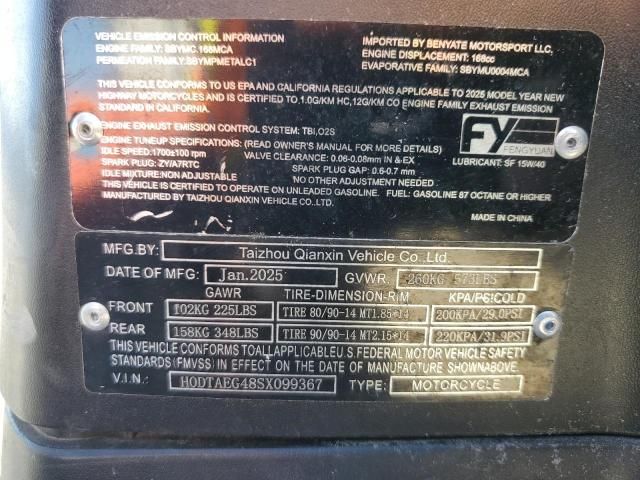 VEHICLE EMISSION CONTROL INFORMATION
ENGINE FAMILY: SBYMC.168MCA
PERMEATION FAMILY: SBYMPMETALC1
IMPORTED BY BENYATE MOTORSPORT LLC,
ENGINE DISPLACEMENT: 168cc
EVAPORATIVE FAMILY: SBYMU0004MCA
THIS VEHICLE CONFORMS TO US EPA AND CALIFORNIA REGULATIONS APPLICABLE TO 2025 MODEL YEAR NEW
HIGHWAY MOTORCYCLES AND IS CERTIFIED TO 1.0G/KM HC,12G/KM CO ENGINE FAMILY EXHAUST EMISSION
STANDARD IN CALIFORNIA.
ENGINE EXHAUST EMISSION CONTROL SYSTEM: TBI,O2S
ENGINE TUNEUP SPECIFICATIONS: (READ OWNER'S MANUAL FOR MORE DETAILS)
IDLE SPEED:1700±100 rpm VALVE CLEARANCE: 0.06-0.08mm IN & EX
SPARK PLUG: ZY/A7RTC SPARK PLUG GAP: 0.6-0.7 mm
IDLE MIXTURE:NON ADJUSTABLE NO OTHER ADJUSTMENT NEEDED.
THIS VEHICLE IS CERTIFIED TO OPERATE ON UNLEADED GASOLINE. FUEL: GASOLINE 87 OCTANE OR HIGHER
MANUFACTURED BY TAIZHOU QIANXIN VEHICLE CO.,LTD.
FY
FENGYUAN
LUBRICANT: SF 15W/40
MADE IN CHINA
MFG.BY: Taizhou Qianxin Vehicle Co.,Ltd.
DATE OF MFG: Jan.2025 GVWR: 260KG 573LBS
GAWR TIRE-DIMENSION-RIM KPA/PSICOLD
FRONT 102KG 225LBS TIRE 80/90-14 MT1.85*14 200KPA/29.0PSI
REAR 158KG 348LBS TIRE 90/90-14 MT2.15*14 220KPA/31.9PSI
THIS VEHICLE CONFORMS TOALLAPPLICABLEU.S.FEDERAL MOTOR VEHICLE SAFETY
STANDARDS (FMVSS) IN EFFECT ON THE DATE OF MANUFACTURE SHOWNABOVE.
V.I.N.: H0DTAEG48SX099367 TYPE: MOTORCYCLE